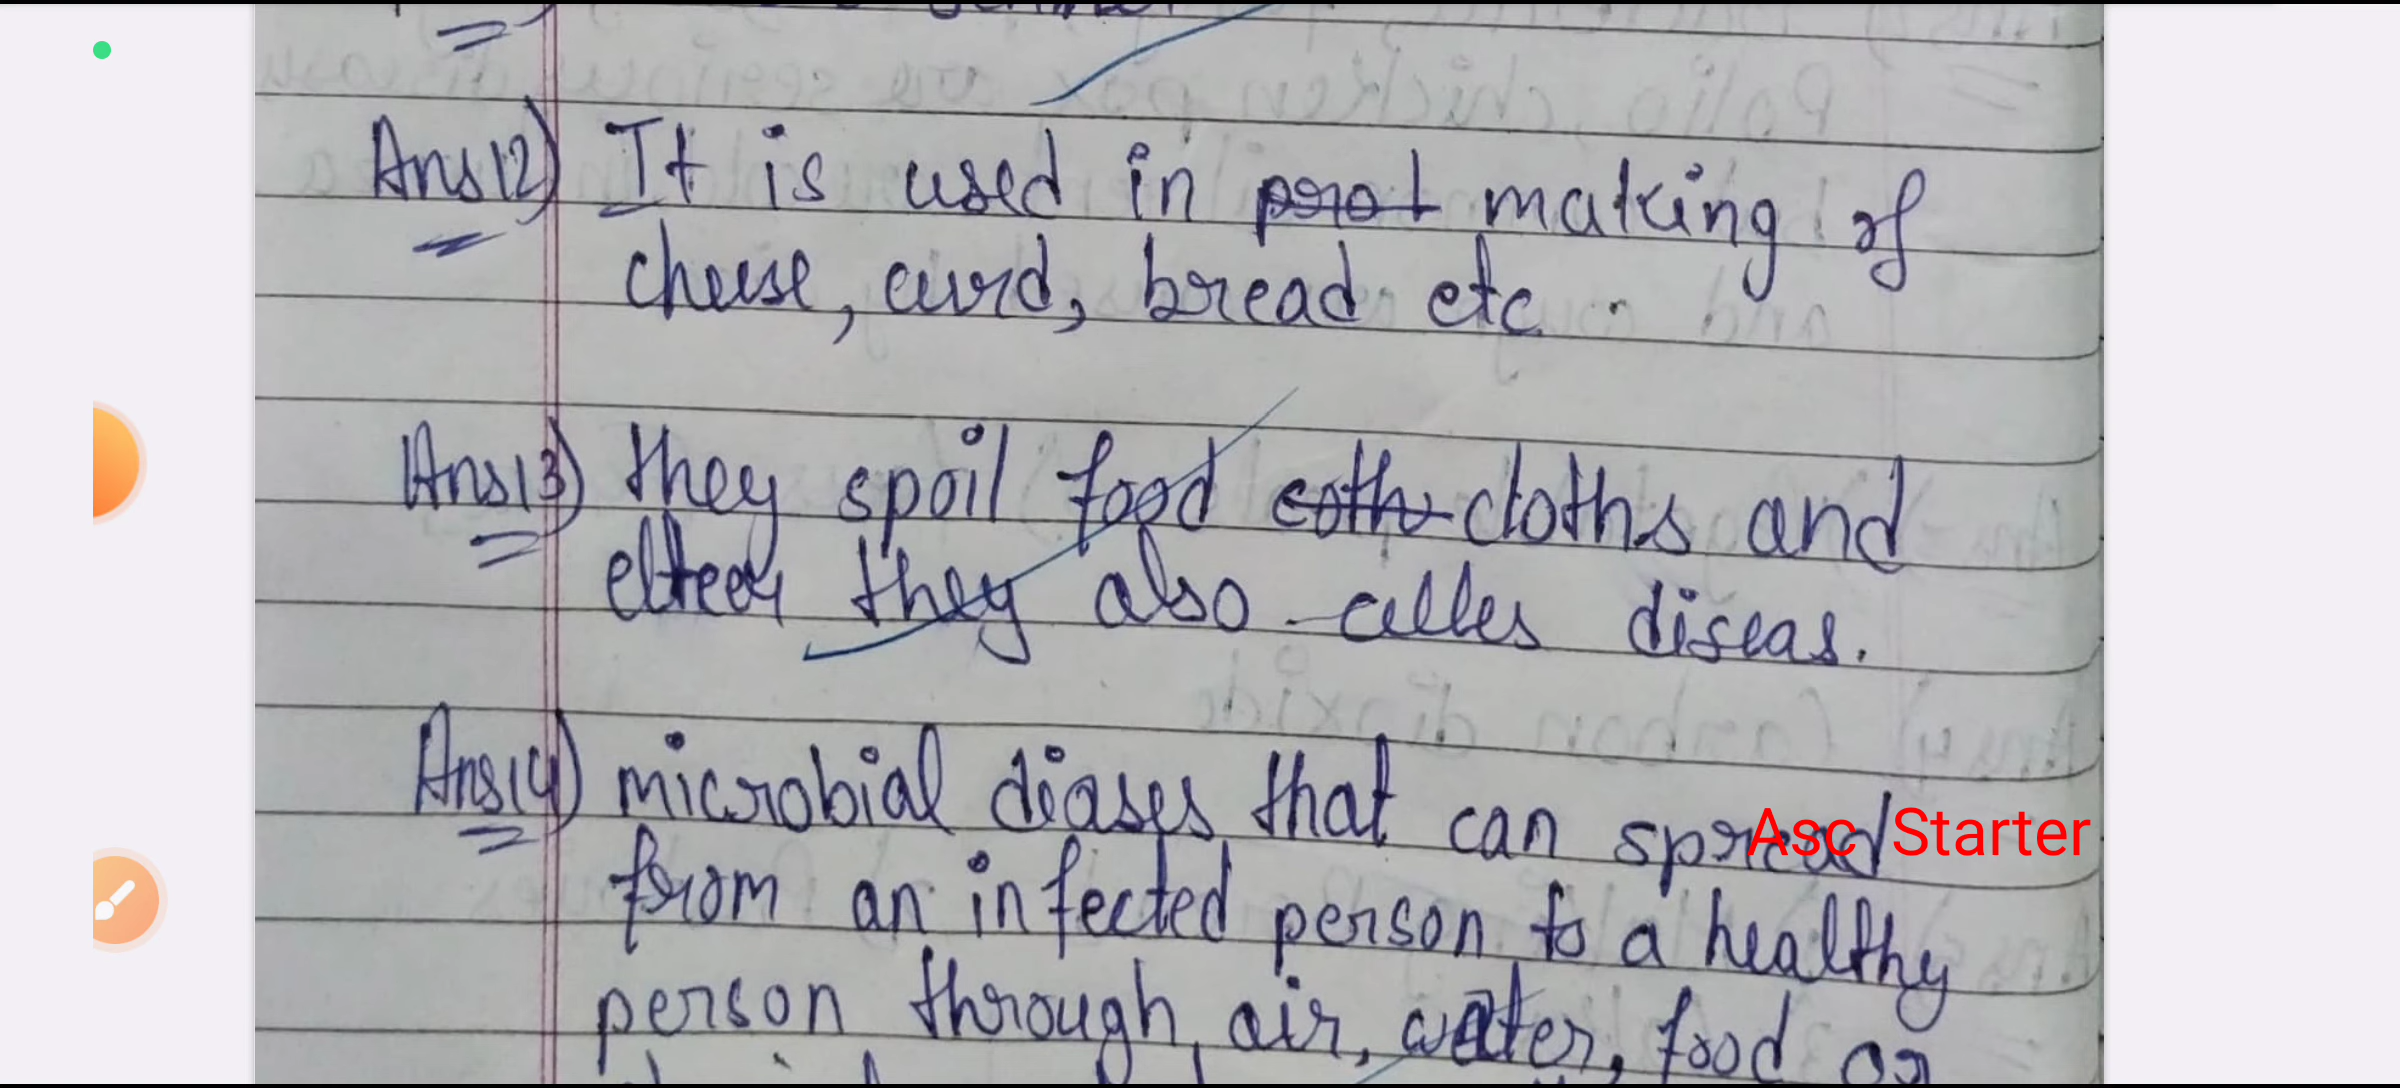 Ans12) It is used in prot making of
cheese, curd, bread etc.
Ans13) they spoil food coth cloths and
they also diseas.
Ans14) microbial diases that can spread
Asc Starter
from an infected person to a healthy
person through air, water, food or